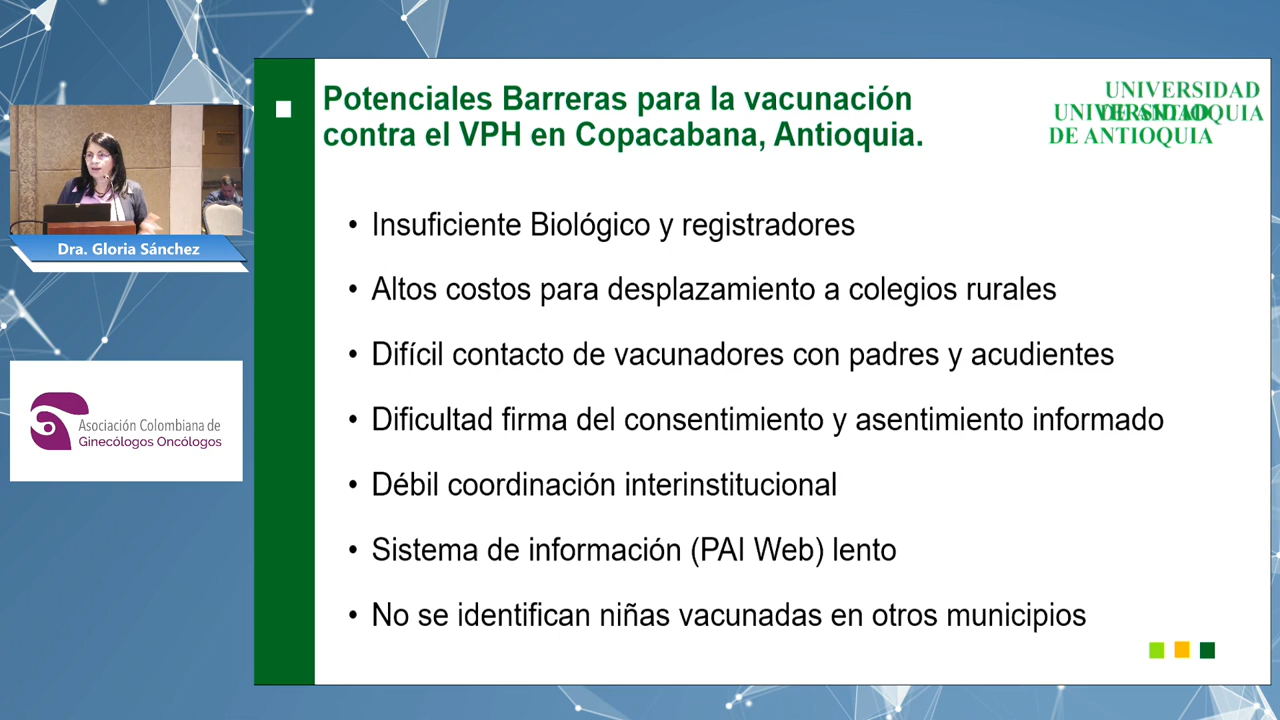 Potenciales Barreras para la vacunación
contra el VPH en Copacabana, Antioquia.
UNIVERSIDAD
DE ANTIOQUIA
UNIVERSIDAD
DE ANTIOQUIA
• Insuficiente Biológico y registradores
• Altos costos para desplazamiento a colegios rurales
• Difícil contacto de vacunadores con padres y acudientes
• Dificultad firma del consentimiento y asentimiento informado
• Débil coordinación interinstitucional
• Sistema de información (PAI Web) lento
• No se identifican niñas vacunadas en otros municipios
Dra. Gloria Sánchez
Asociación Colombiana de
Ginecólogos Oncólogos